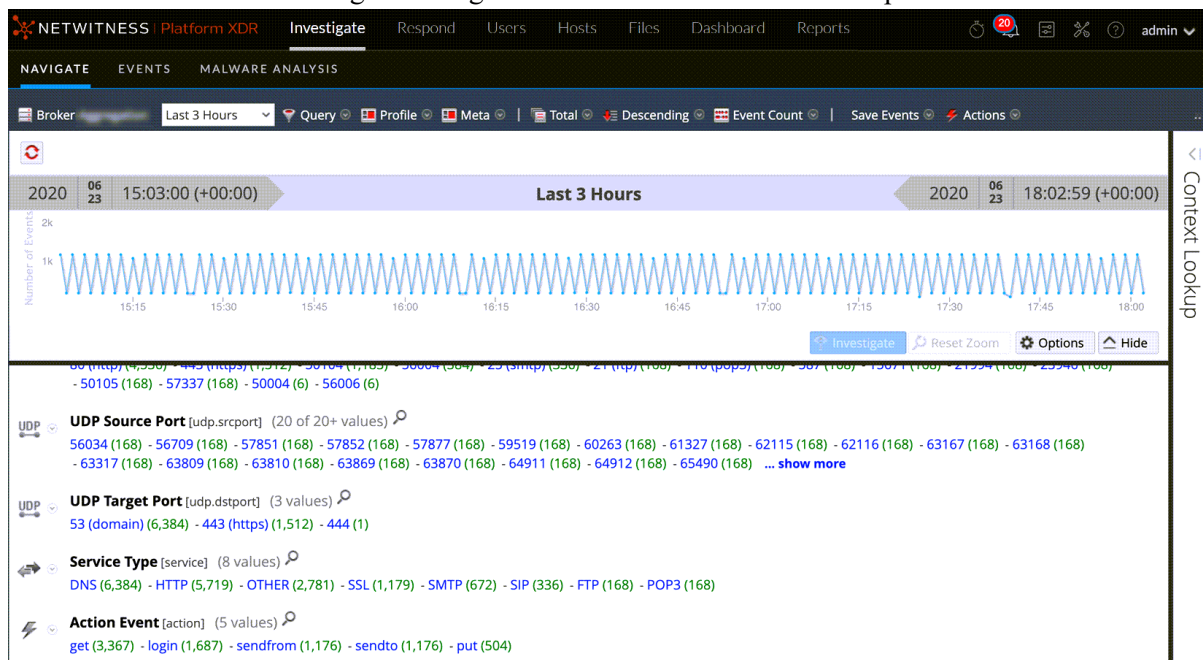 NETWITNESS Platform XDR Investigate Respond Users Hosts Files Dashboard Reports 20 admin
NAVIGATE EVENTS MALWARE ANALYSIS
Broker Last 3 Hours Query Profile Meta | Total Descending Event Count | Save Events Actions
2020 06 23 15:03:00 (+00:00) Last 3 Hours 2020 06 23 18:02:59 (+00:00)
Context Lookup
Number of Events
2k
1k
15:15 15:30 15:45 16:00 16:15 16:30 16:45 17:00 17:15 17:30 17:45 18:00
Investigate Reset Zoom Options Hide
- 50105 (168) - 57337 (168) - 50004 (6) - 56006 (6)
UDP UDP Source Port [udp.srcport] (20 of 20+ values)
56034 (168) - 56709 (168) - 57851 (168) - 57852 (168) - 57877 (168) - 59519 (168) - 60263 (168) - 61327 (168) - 62115 (168) - 62116 (168) - 63167 (168) - 63168 (168)
- 63317 (168) - 63809 (168) - 63810 (168) - 63869 (168) - 63870 (168) - 64911 (168) - 64912 (168) - 65490 (168) ... show more
UDP UDP Target Port [udp.dstport] (3 values)
53 (domain) (6,384) - 443 (https) (1,512) - 444 (1)
Service Type [service] (8 values)
DNS (6,384) - HTTP (5,719) - OTHER (2,781) - SSL (1,179) - SMTP (672) - SIP (336) - FTP (168) - POP3 (168)
Action Event [action] (5 values)
get (3,367) - login (1,687) - sendfrom (1,176) - sendto (1,176) - put (504)